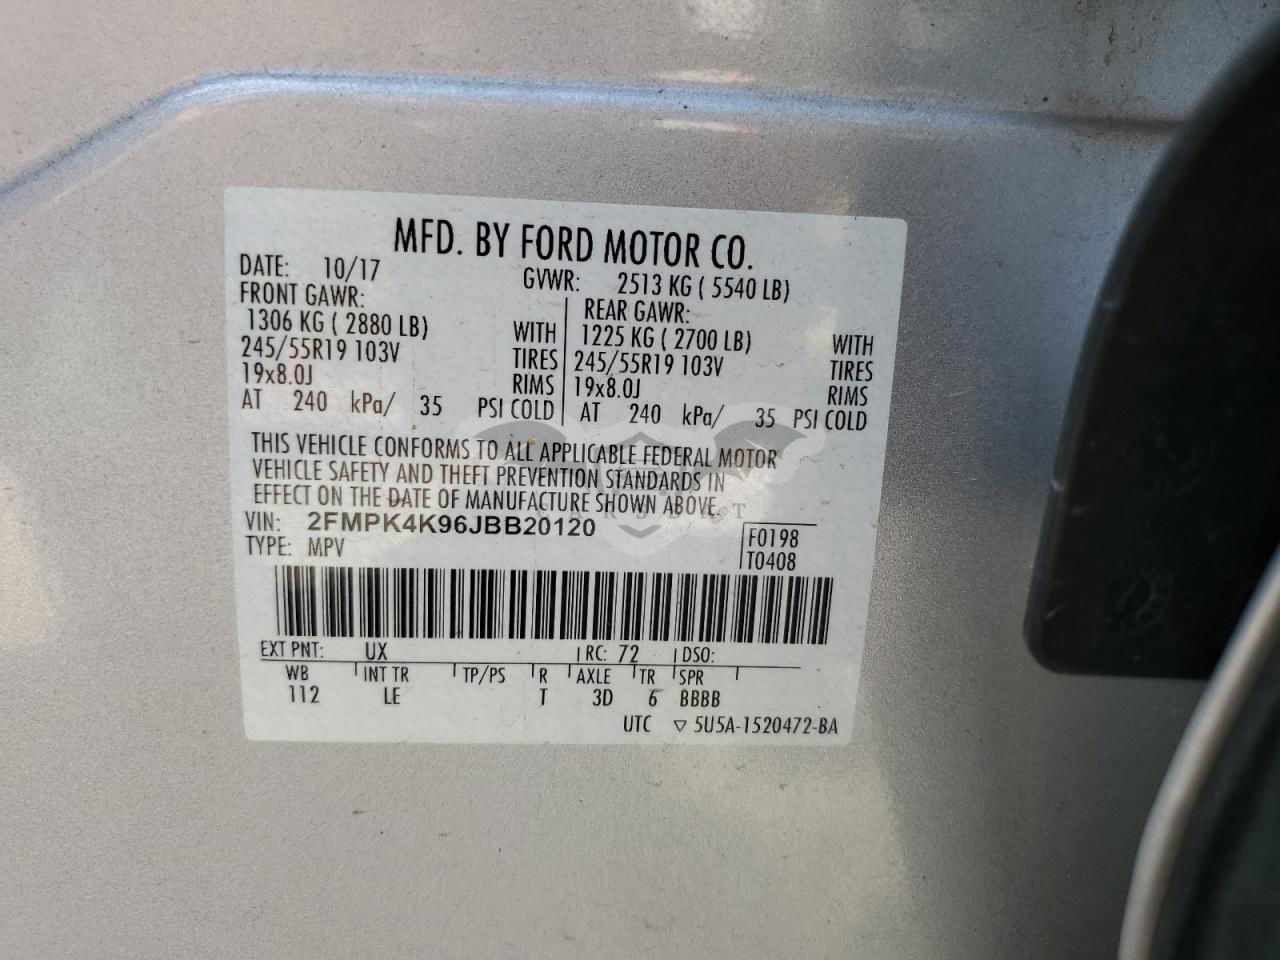 MFD. BY FORD MOTOR CO.
DATE: 10/17 GVWR: 2513 KG ( 5540 LB)
FRONT GAWR: REAR GAWR:
1306 KG ( 2880 LB) WITH 1225 KG ( 2700 LB) WITH
245/55R19 103V TIRES 245/55R19 103V TIRES
19x8.0J RIMS 19x8.0J RIMS
AT 240 kPa/ 35 PSI COLD AT 240 kPa/ 35 PSI COLD
THIS VEHICLE CONFORMS TO ALL APPLICABLE FEDERAL MOTOR
VEHICLE SAFETY AND THEFT PREVENTION STANDARDS IN
EFFECT ON THE DATE OF MANUFACTURE SHOWN ABOVE.
VIN: 2FMPK4K96JBB20120 F0198
TYPE: MPV T0408
EXT PNT: UX RC: 72 DSO:
WB INT TR TP/PS R AXLE TR SPR
112 LE T 3D 6 BBBB
UTC ▽ 5U5A-1520472-BA